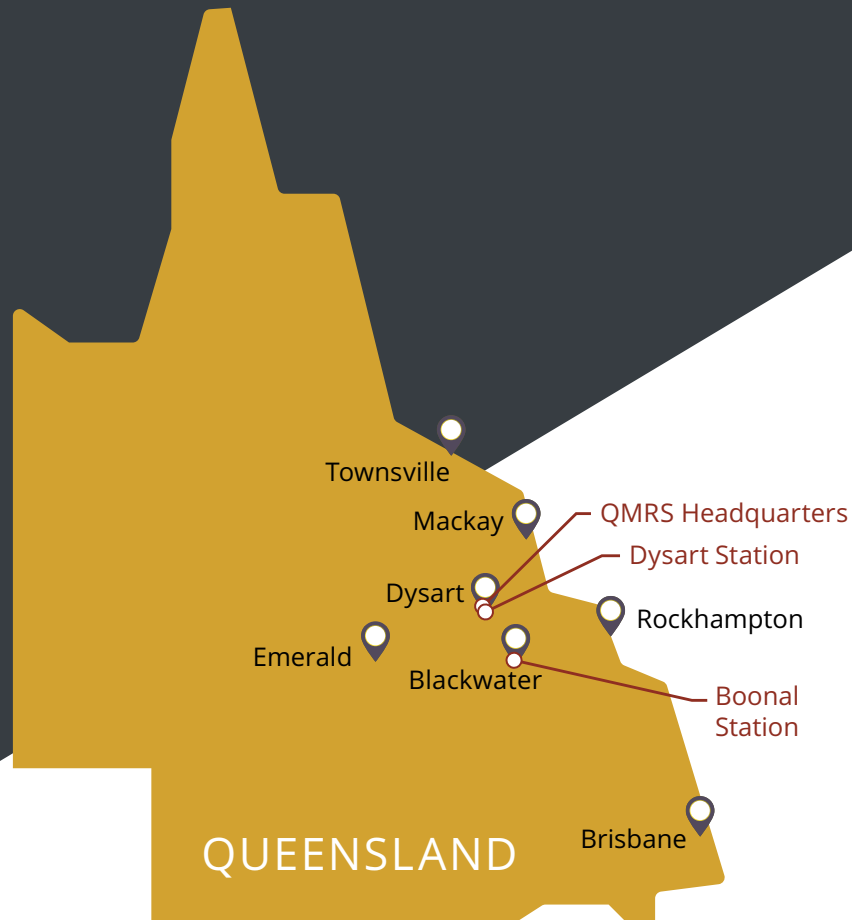 Townsville
Mackay
QMRS Headquarters
Dysart Station
Dysart
Rockhampton
Emerald
Blackwater
Boonal
Station
Brisbane
QUEENSLAND